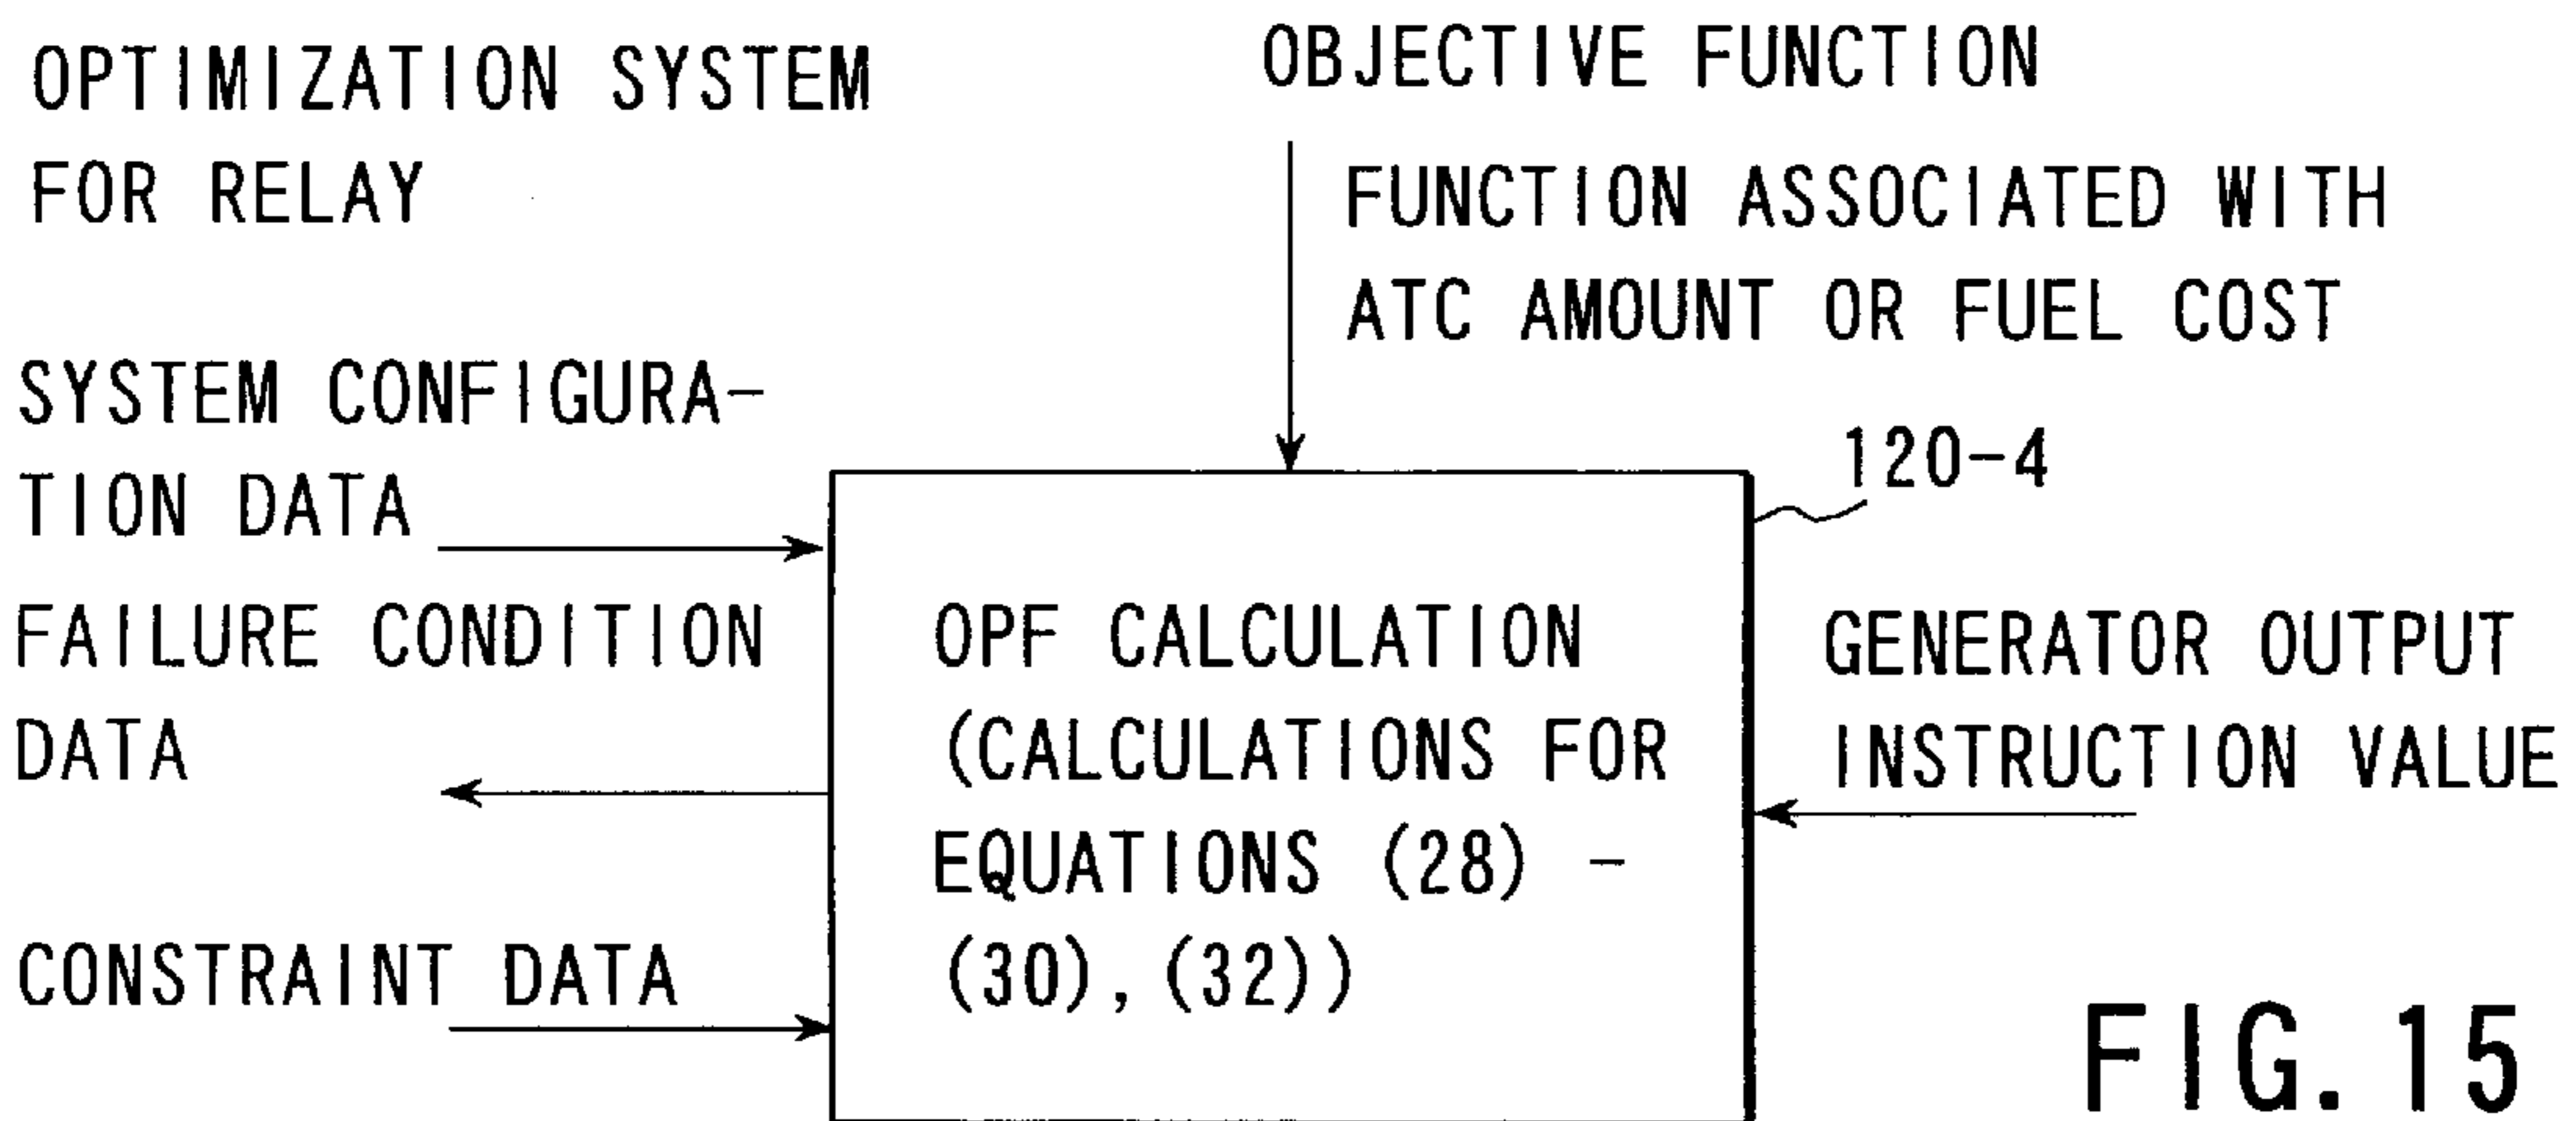 OPTIMIZATION SYSTEM
FOR RELAY
OBJECTIVE FUNCTION
FUNCTION ASSOCIATED WITH
ATC AMOUNT OR FUEL COST
SYSTEM CONFIGURA-
TION DATA
120-4
FAILURE CONDITION
DATA
OPF CALCULATION
(CALCULATIONS FOR
EQUATIONS (28) -
(30), (32))
GENERATOR OUTPUT
INSTRUCTION VALUE
CONSTRAINT DATA
FIG. 15